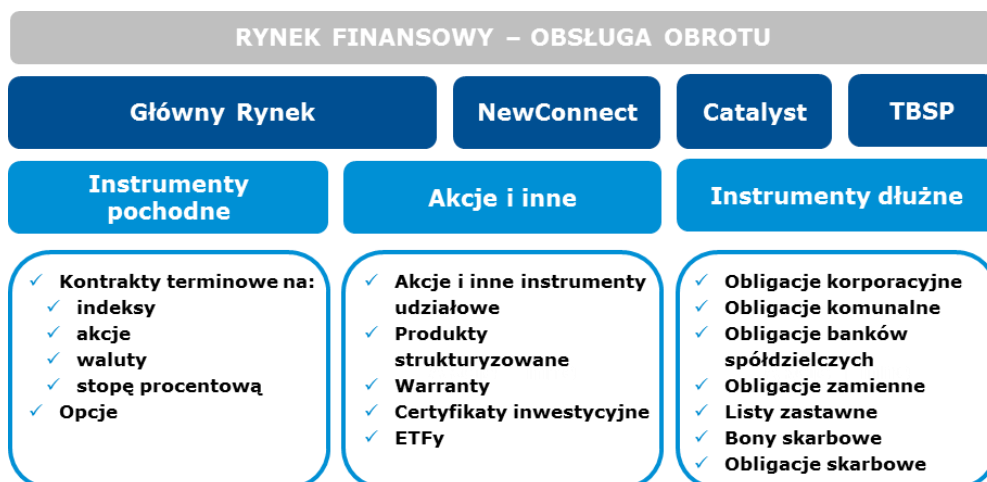 RYNEK FINANSOWY – OBSŁUGA OBROTU
Główny Rynek
NewConnect
Catalyst
TBSP
Instrumenty
pochodne
Akcje i inne
Instrumenty dłużne
✓ Kontrakty terminowe na:
✓ indeksy
✓ akcje
✓ waluty
✓ stopę procentową
✓ Opcje
✓ Akcje i inne instrumenty
udziałowe
✓ Produkty
strukturyzowane
✓ Warranty
✓ Certyfikaty inwestycyjne
✓ ETFy
✓ Obligacje korporacyjne
✓ Obligacje komunalne
✓ Obligacje banków
spółdzielczych
✓ Obligacje zamienne
✓ Listy zastawne
✓ Bony skarbowe
✓ Obligacje skarbowe